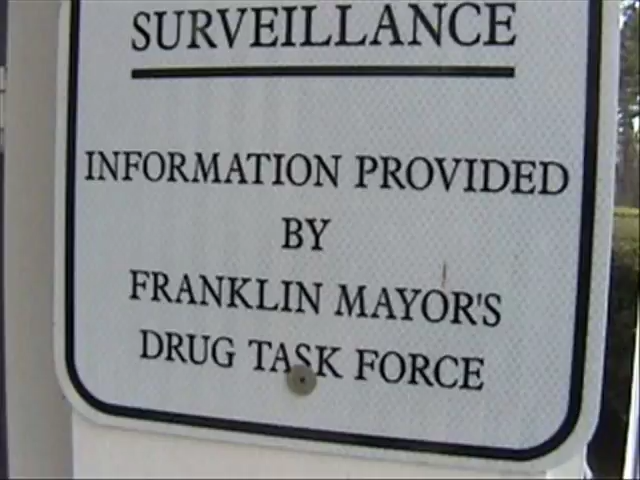 SURVEILLANCE
INFORMATION PROVIDED
BY
FRANKLIN MAYOR'S
DRUG TASK FORCE